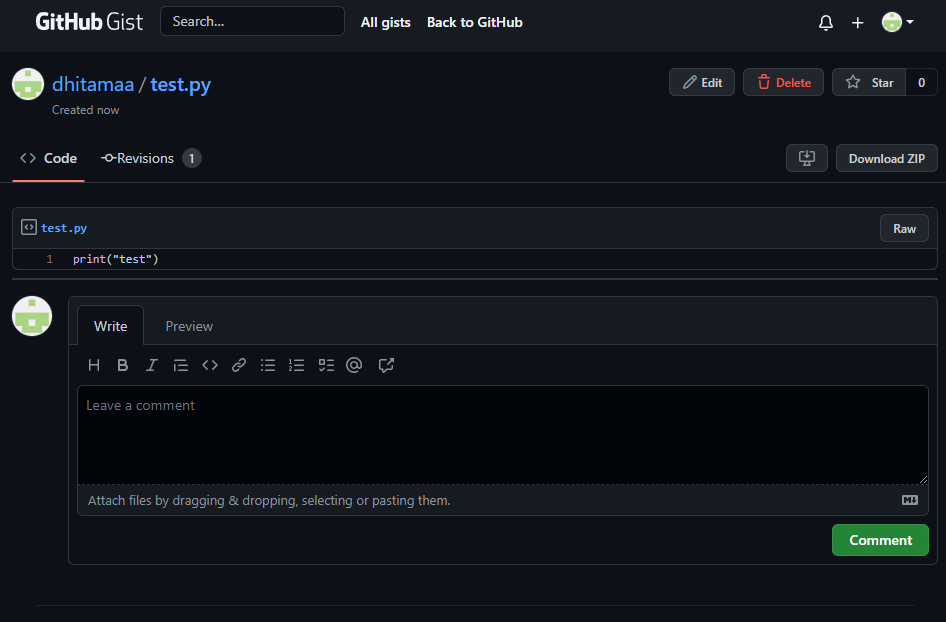 GitHub Gist Search... All gists Back to GitHub
dhitamaa / test.py Edit Delete Star 0
Created now
Code Revisions 1 Download ZIP
test.py Raw
1 print("test")
Write Preview
Leave a comment
Attach files by dragging & dropping, selecting or pasting them.
Comment